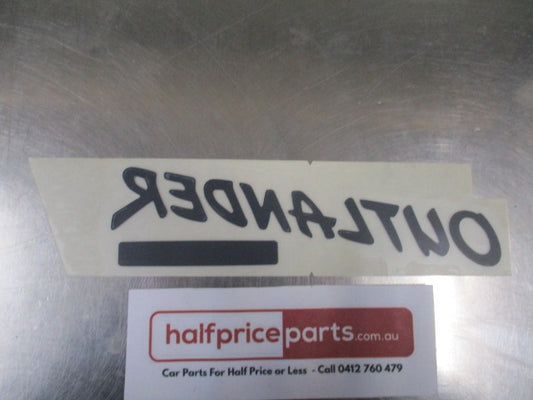 OUTLANDER
halfpriceparts.com.au
Car Parts For Half Price or Less - Call 0412 760 479